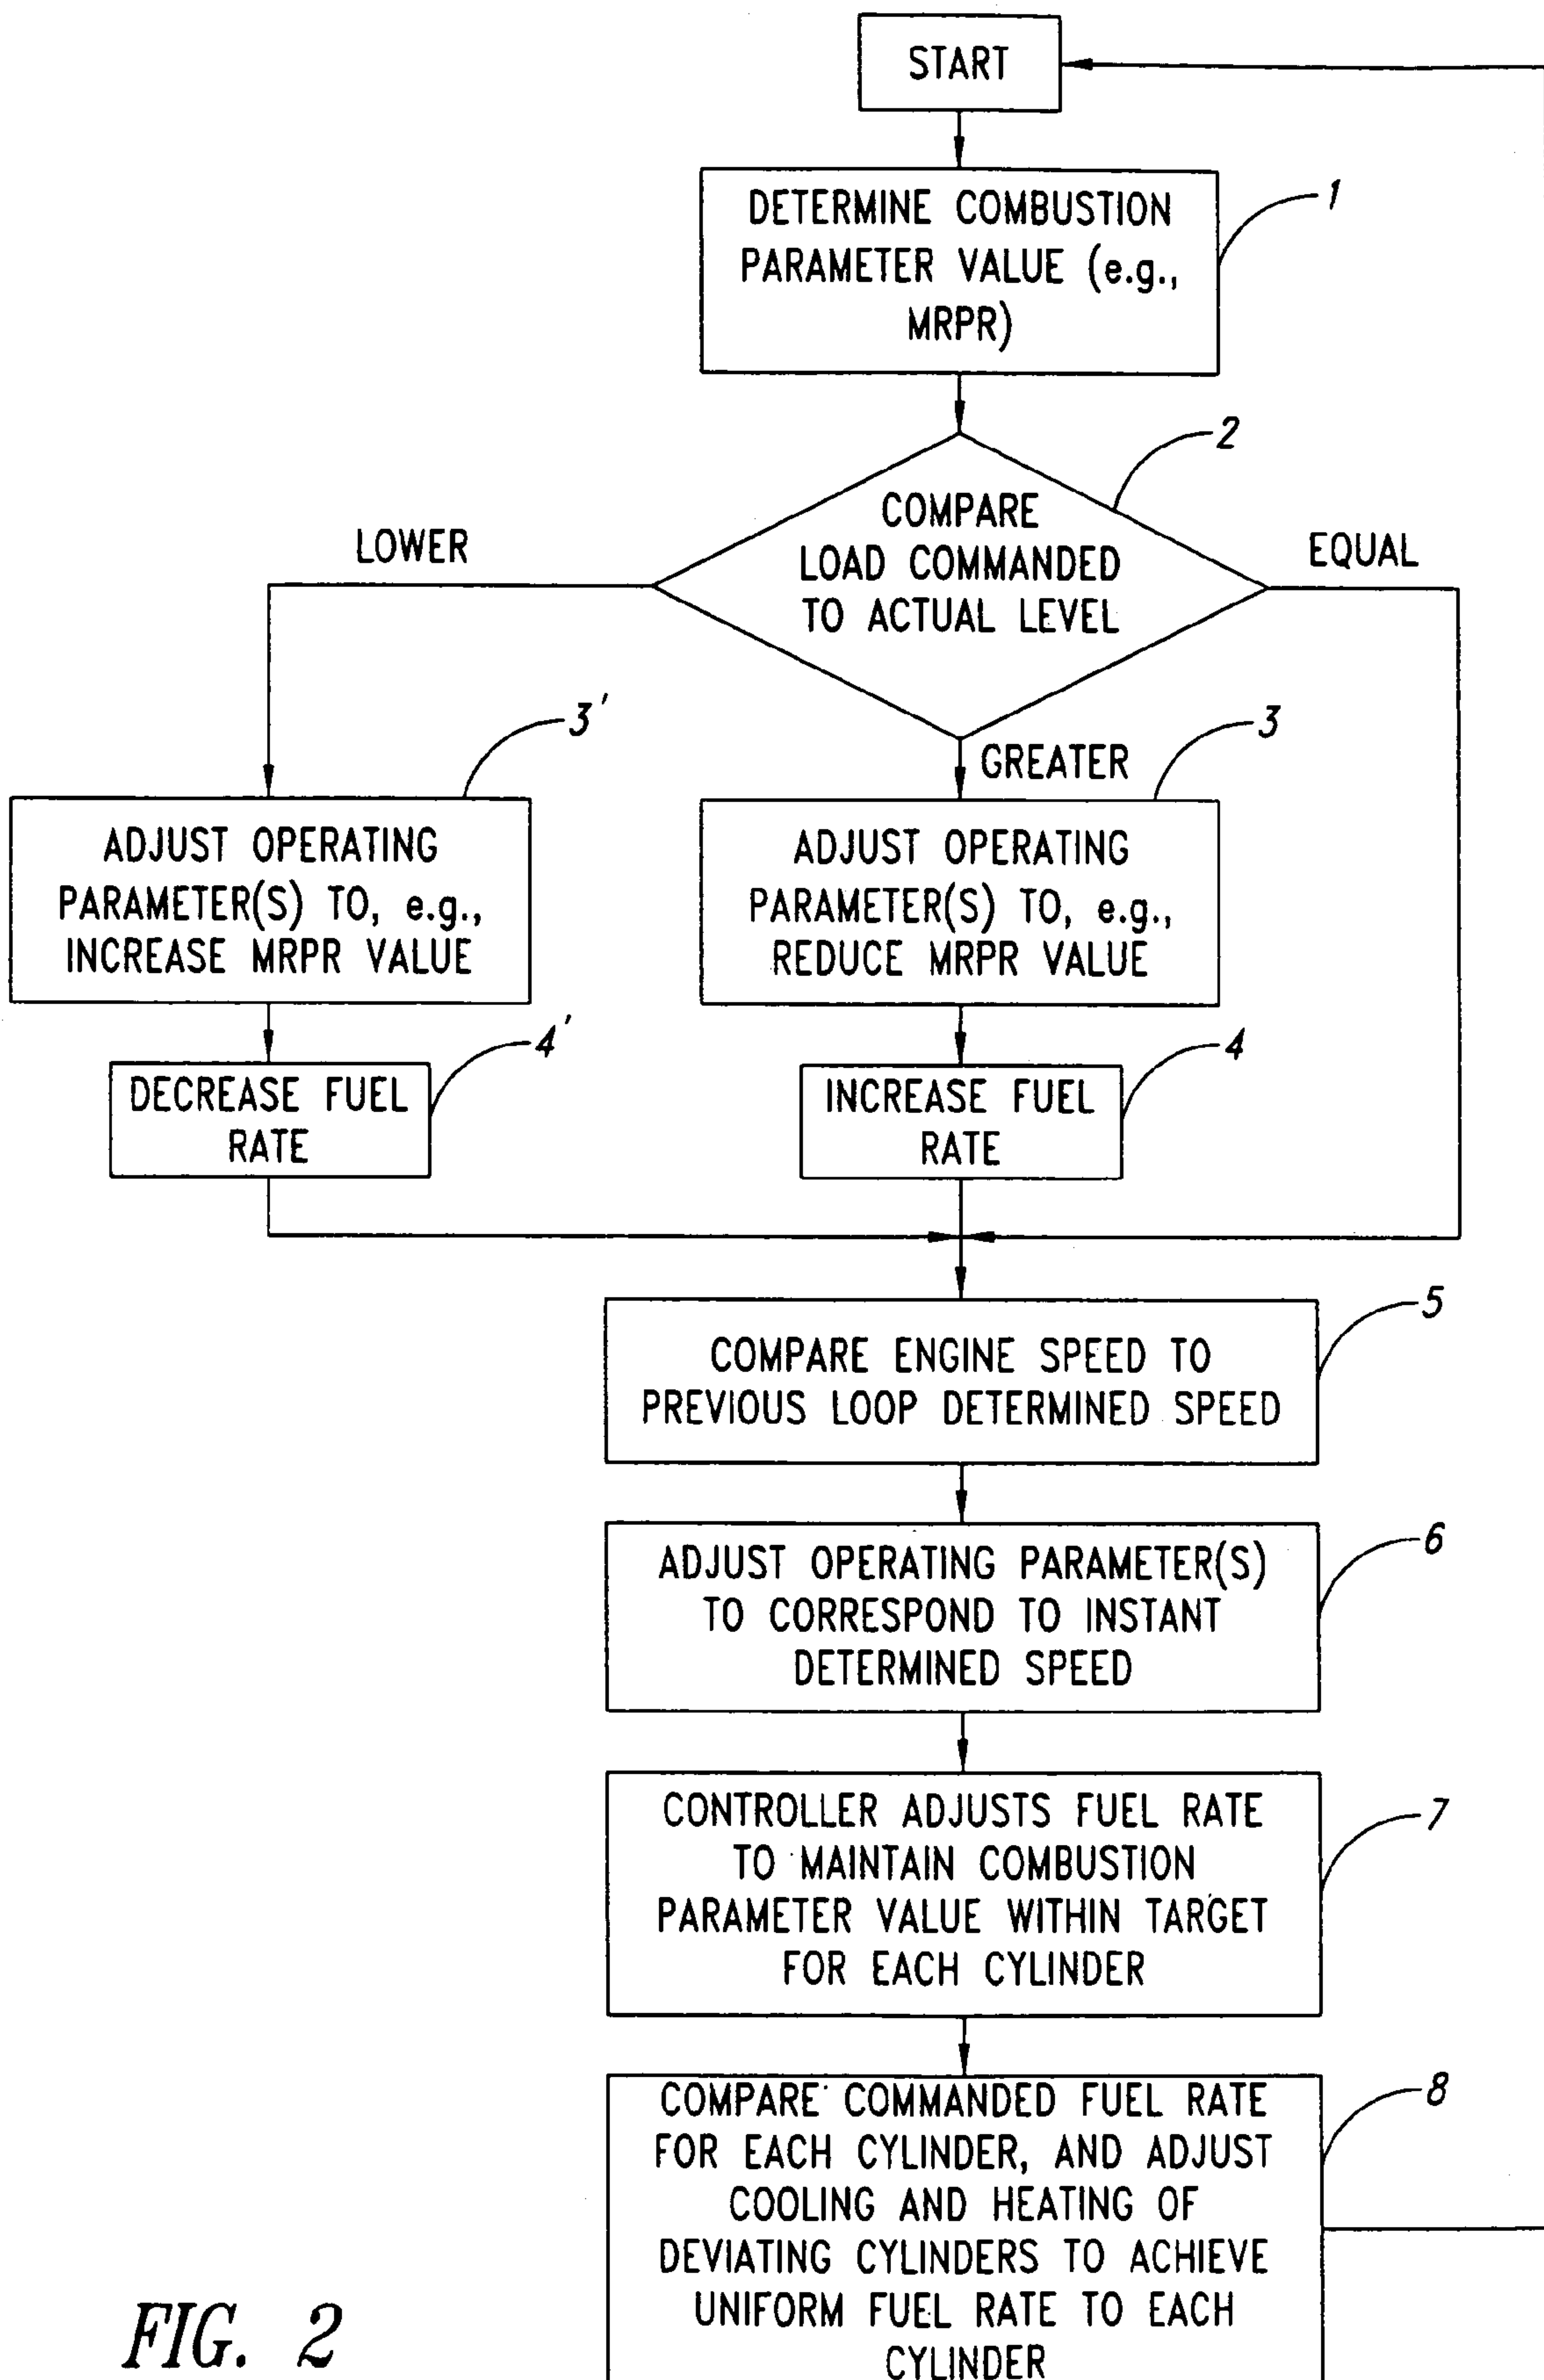 START
DETERMINE COMBUSTION
PARAMETER VALUE (e.g.,
MRPR)
1
2
COMPARE
LOAD COMMANDED
TO ACTUAL LEVEL
LOWER
EQUAL
GREATER
3'
ADJUST OPERATING
PARAMETER(S) TO, e.g.,
INCREASE MRPR VALUE
3
ADJUST OPERATING
PARAMETER(S) TO, e.g.,
REDUCE MRPR VALUE
4'
DECREASE FUEL
RATE
4
INCREASE FUEL
RATE
5
COMPARE ENGINE SPEED TO
PREVIOUS LOOP DETERMINED SPEED
6
ADJUST OPERATING PARAMETER(S)
TO CORRESPOND TO INSTANT
DETERMINED SPEED
7
CONTROLLER ADJUSTS FUEL RATE
TO MAINTAIN COMBUSTION
PARAMETER VALUE WITHIN TARGET
FOR EACH CYLINDER
8
COMPARE COMMANDED FUEL RATE
FOR EACH CYLINDER, AND ADJUST
COOLING AND HEATING OF
DEVIATING CYLINDERS TO ACHIEVE
UNIFORM FUEL RATE TO EACH
CYLINDER
FIG. 2